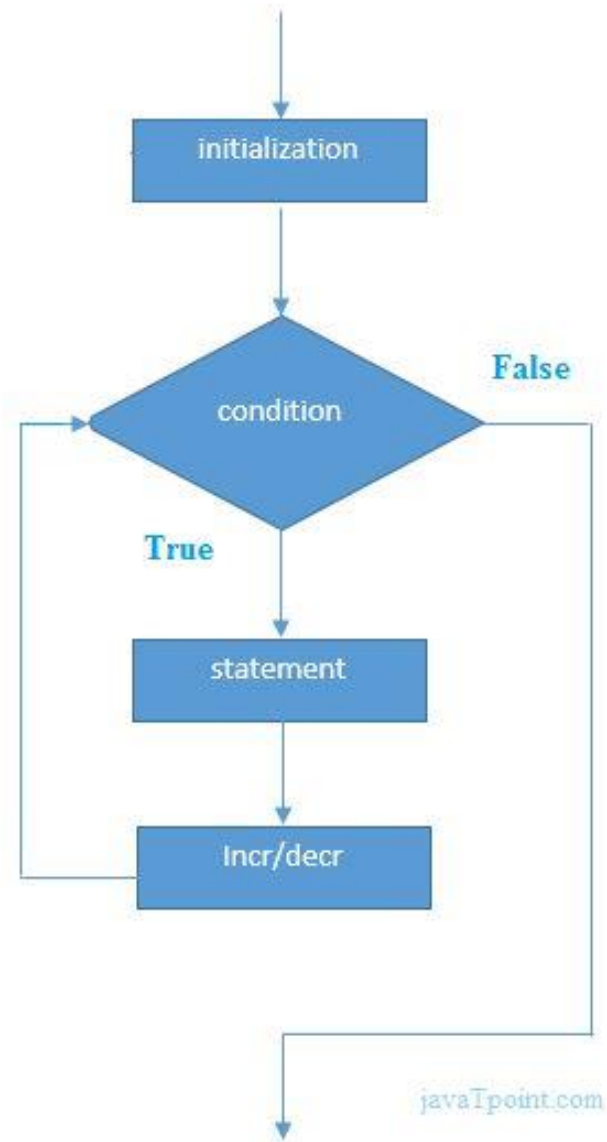 initialization
condition
False
True
statement
Incr/decr
javaTpoint.com